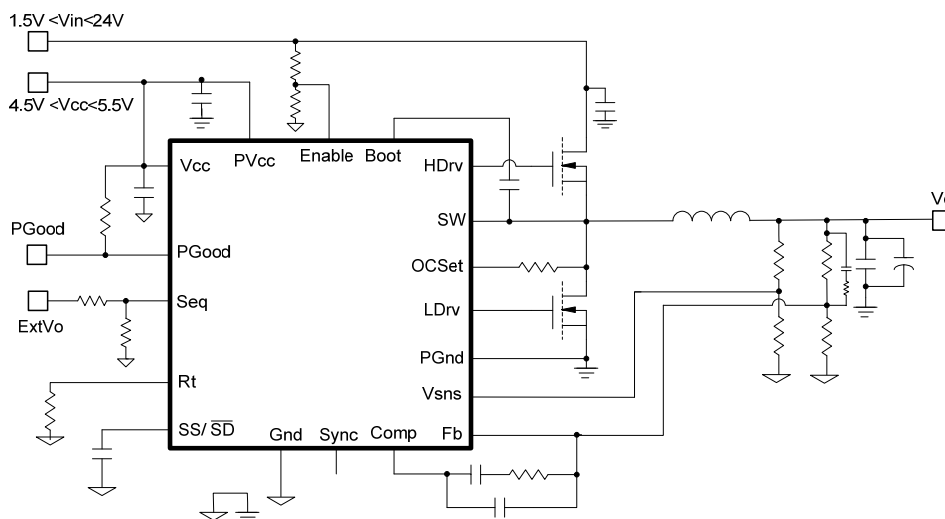 1.5V <Vin<24V
4.5V <Vcc<5.5V
Vcc
PVcc
Enable
Boot
HDrv
SW
PGood
PGood
OCSet
Seq
ExtVo
LDrv
PGnd
Rt
Vsns
SS/SD
Gnd
Sync
Comp
Fb